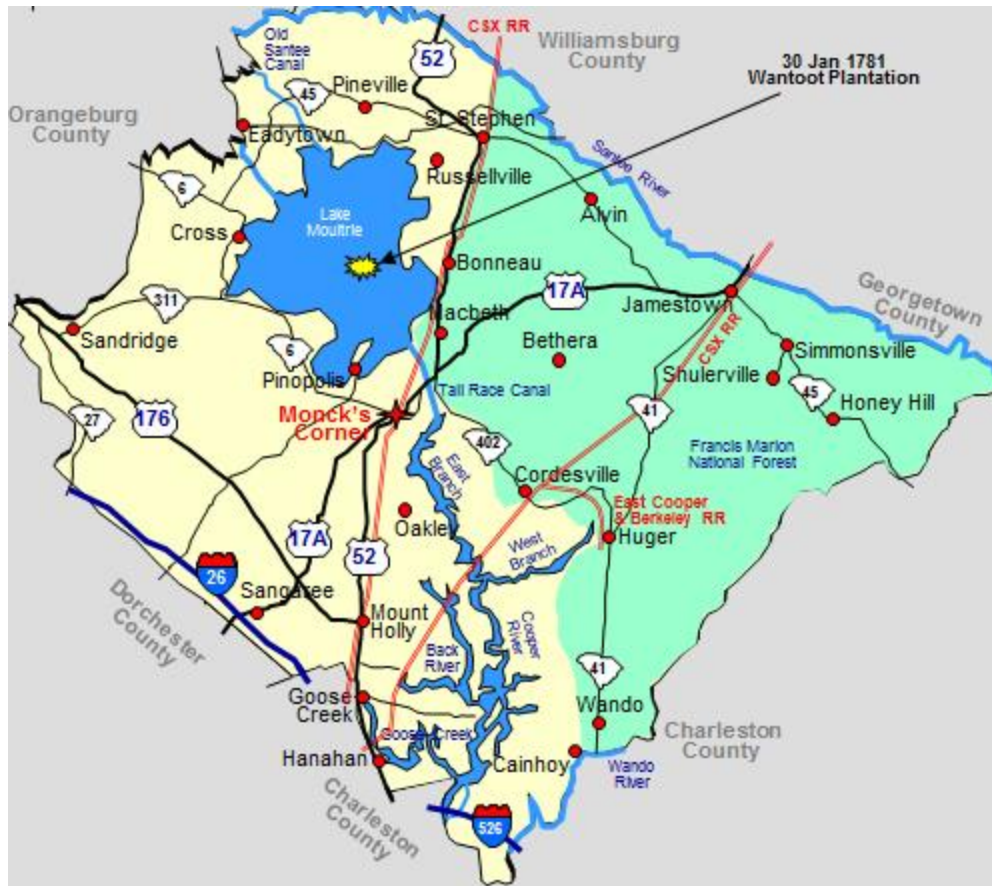 CSX RR
Williamsburg
County
30 Jan 1781
Wantoot Plantation
Old
Santee
Canal
52
Pineville
45
Orangeburg
County
St. Stephen
Eadytown
Russellville
Santee River
6
Alvin
Lake
Moultrie
Cross
Bonneau
17A
Jamestown
Georgetown
County
311
Macbeth
Sandridge
Bethera
CSX RR
Simmonsville
6
Shulerville
Pinopolis
Tail Race Canal
45
Honey Hill
27
176
Monck's
Corner
41
402
Francis Marion
National Forest
East
Branch
Cordesville
Oakley
East Cooper
& Berkeley RR
17A
52
West
Branch
Huger
26
Sangaree
Dorchester
County
Mount
Holly
Cooper
River
Back
River
41
Goose
Creek
Wando
Goose Creek
Charleston
County
Hanahan
Cainhoy
Wando
River
Charleston
County
526